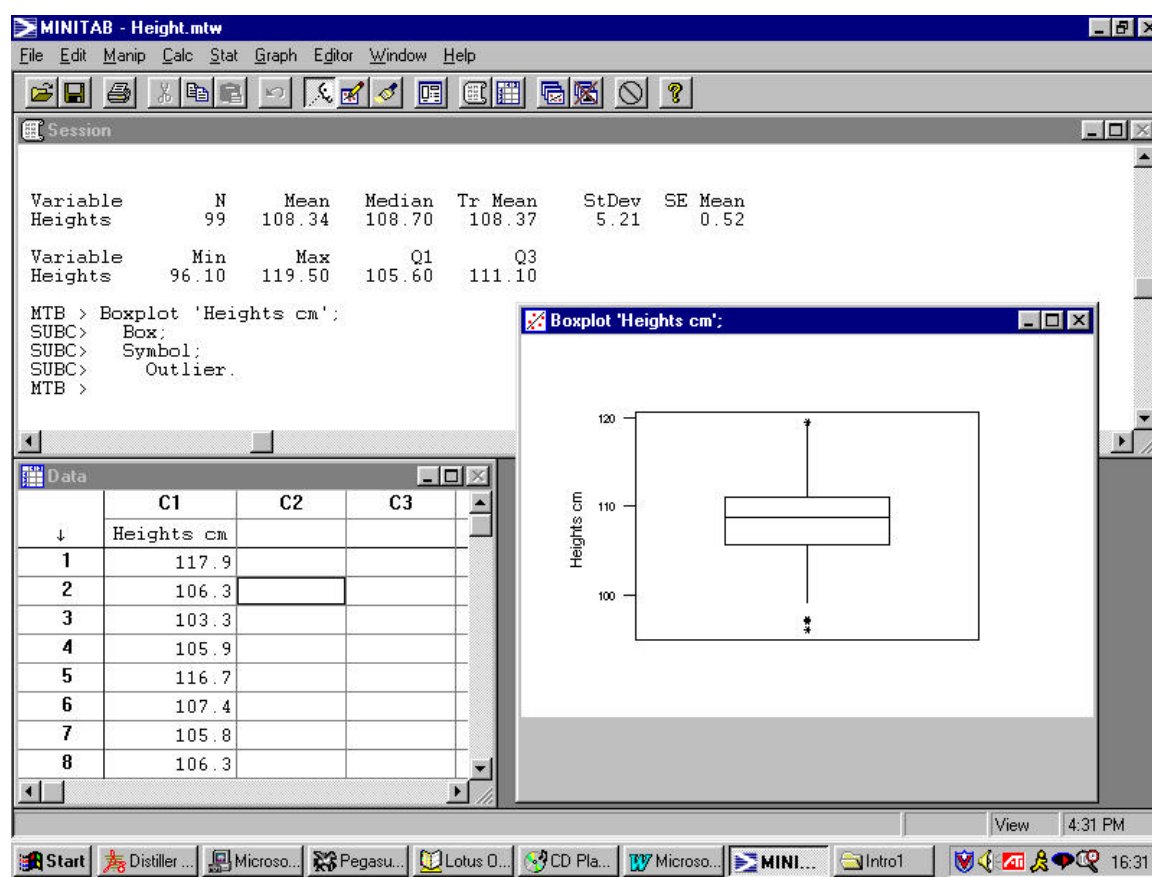 MINITAB - Height.mtw
File Edit Manip Calc Stat Graph Editor Window Help
Session
Variable N Mean Median Tr Mean StDev SE Mean
Heights 99 108.34 108.70 108.37 5.21 0.52
Variable Min Max Q1 Q3
Heights 96.10 119.50 105.60 111.10
MTB > Boxplot 'Heights cm';
SUBC> Box;
SUBC> Symbol;
SUBC> Outlier.
MTB >
Boxplot 'Heights cm';
120
110
100
Heights cm
Data
C1 C2 C3
↓ Heights cm
1 117.9
2 106.3
3 103.3
4 105.9
5 116.7
6 107.4
7 105.8
8 106.3
View 4:31 PM
Start Distiller ... Microso... Pegasu... Lotus O... CD Pla... Microso... MINI... Intro1 16:31